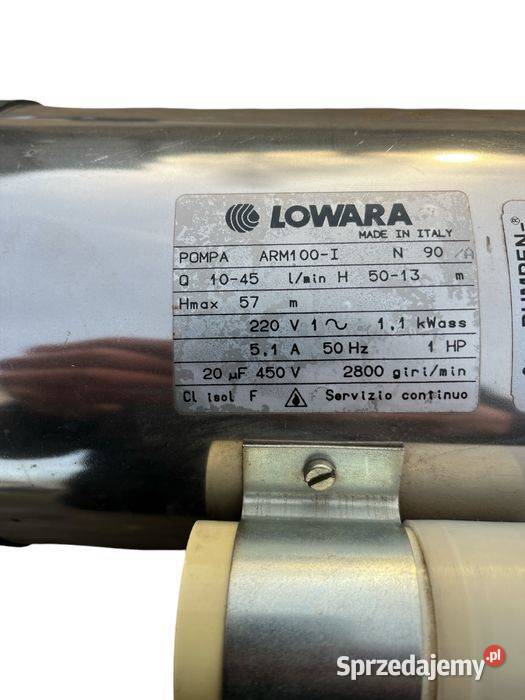 LOWARA
MADE IN ITALY
POMPA ARM100-I N 90 /A
Q 10-45 l/min H 50-13 m
Hmax 57 m
220 V 1 ~ 1,1 kWass
5,1 A 50 Hz 1 HP
20 µF 450 V 2800 giri/min
Cl isol F Servizio continuo
PUMPEN-
Sprzedajemy.pl